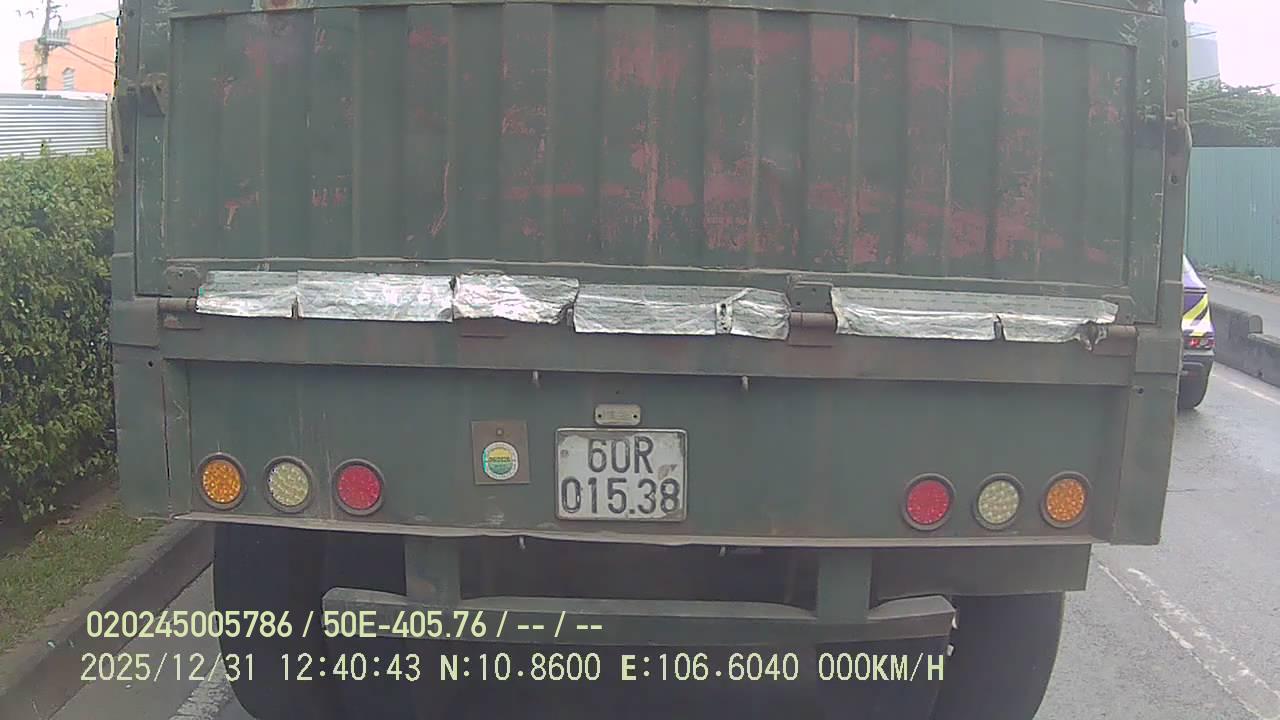 60R
015.38
020245005786 / 50E-405.76 / -- / --
2025/12/31 12:40:43 N:10.8600 E:106.6040 000KM/H